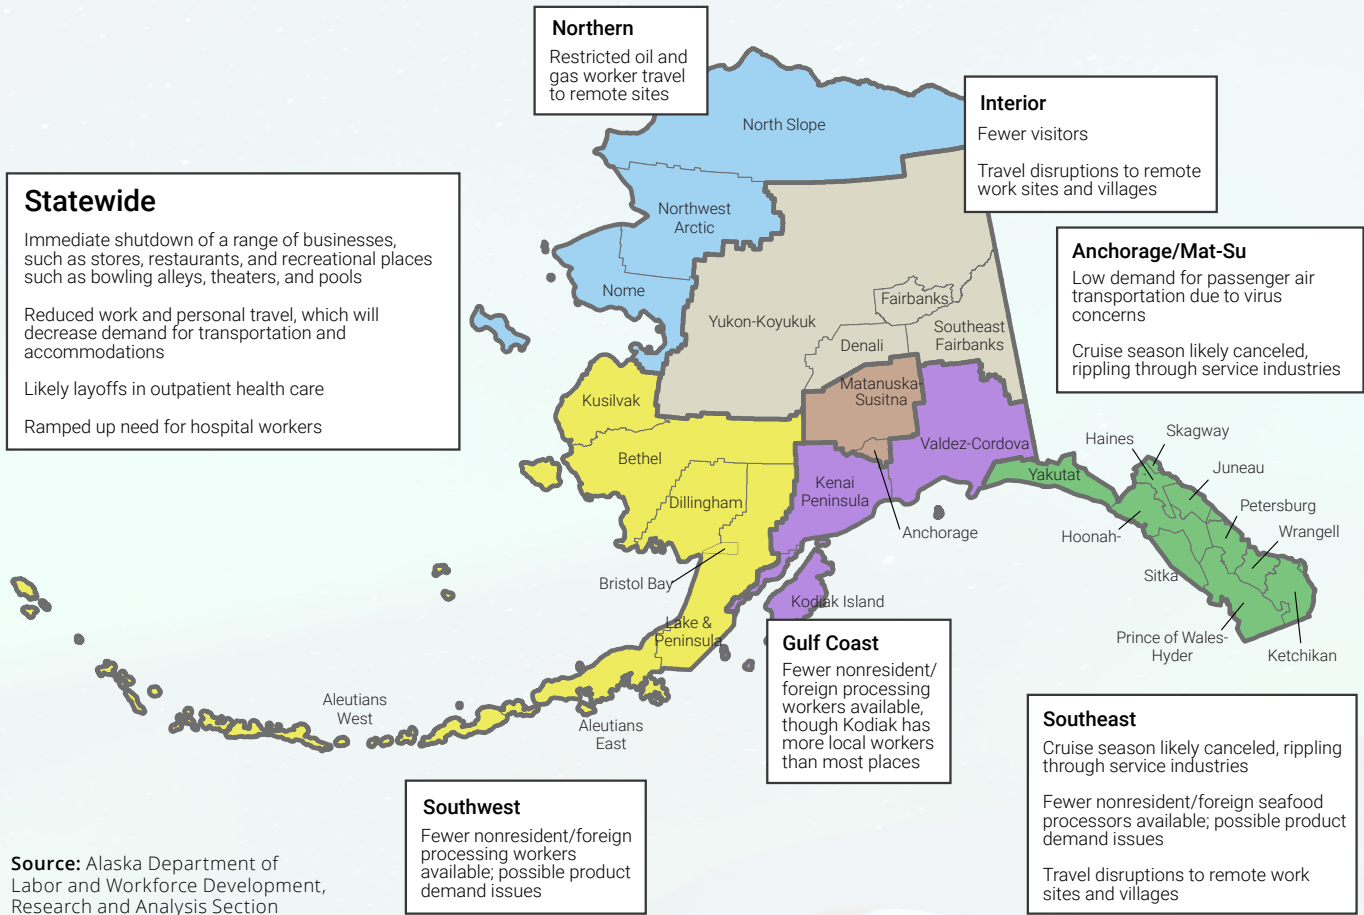 Northern
Restricted oil and
gas worker travel
to remote sites
Interior
Fewer visitors
Travel disruptions to remote
work sites and villages
Statewide
Immediate shutdown of a range of businesses,
such as stores, restaurants, and recreational places
such as bowling alleys, theaters, and pools
Reduced work and personal travel, which will
decrease demand for transportation and
accommodations
Likely layoffs in outpatient health care
Ramped up need for hospital workers
Anchorage/Mat-Su
Low demand for passenger air
transportation due to virus
concerns
Cruise season likely canceled,
rippling through service industries
North Slope
Northwest
Arctic
Nome
Yukon-Koyukuk
Fairbanks
Denali
Southeast
Fairbanks
Matanuska-
Susitna
Kusilvak
Bethel
Dillingham
Bristol Bay
Lake &
Peninsula
Aleutians
West
Aleutians
East
Kenai
Peninsula
Valdez-Cordova
Anchorage
Kodiak Island
Yakutat
Haines
Skagway
Juneau
Petersburg
Wrangell
Hoonah-
Sitka
Prince of Wales-
Hyder
Ketchikan
Gulf Coast
Fewer nonresident/
foreign processing
workers available,
though Kodiak has
more local workers
than most places
Southeast
Cruise season likely canceled, rippling
through service industries
Fewer nonresident/foreign seafood
processors available; possible product
demand issues
Travel disruptions to remote work
sites and villages
Southwest
Fewer nonresident/foreign
processing workers
available; possible product
demand issues
Source: Alaska Department of
Labor and Workforce Development,
Research and Analysis Section